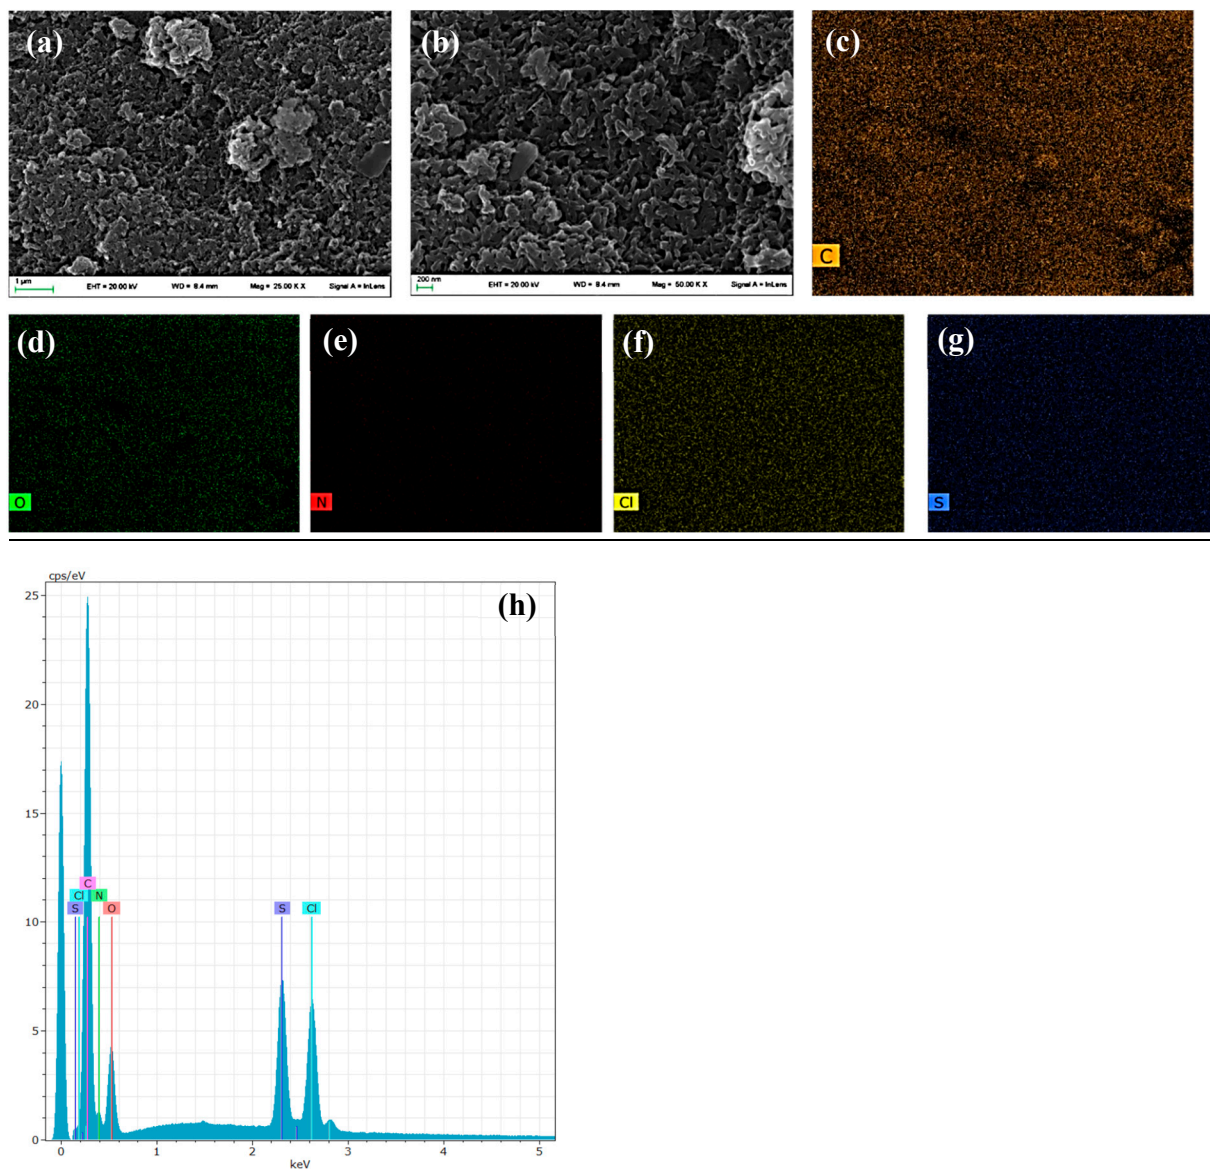 (a)
1 µm
EHT = 20.00 kV
WD = 8.4 mm
Mag = 25.00 K X
Signal A = InLens
(b)
200 nm
EHT = 20.00 kV
WD = 8.4 mm
Mag = 50.00 K X
Signal A = InLens
(c)
C
(d)
O
(e)
N
(f)
Cl
(g)
S
cps/eV
(h)
25
20
15
10
5
0
C
Cl
N
S
O
S
Cl
0
1
2
3
4
5
keV